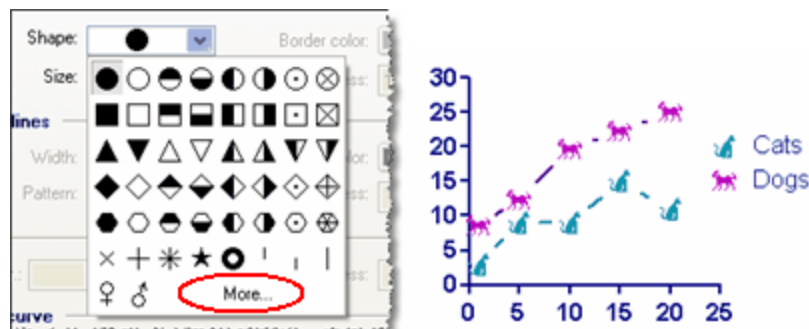 Shape:
Border color:
Size:
lines
Width:
Pattern:
More...
curve
30
25
20
15
10
5
0
0 5 10 15 20 25
Cats
Dogs